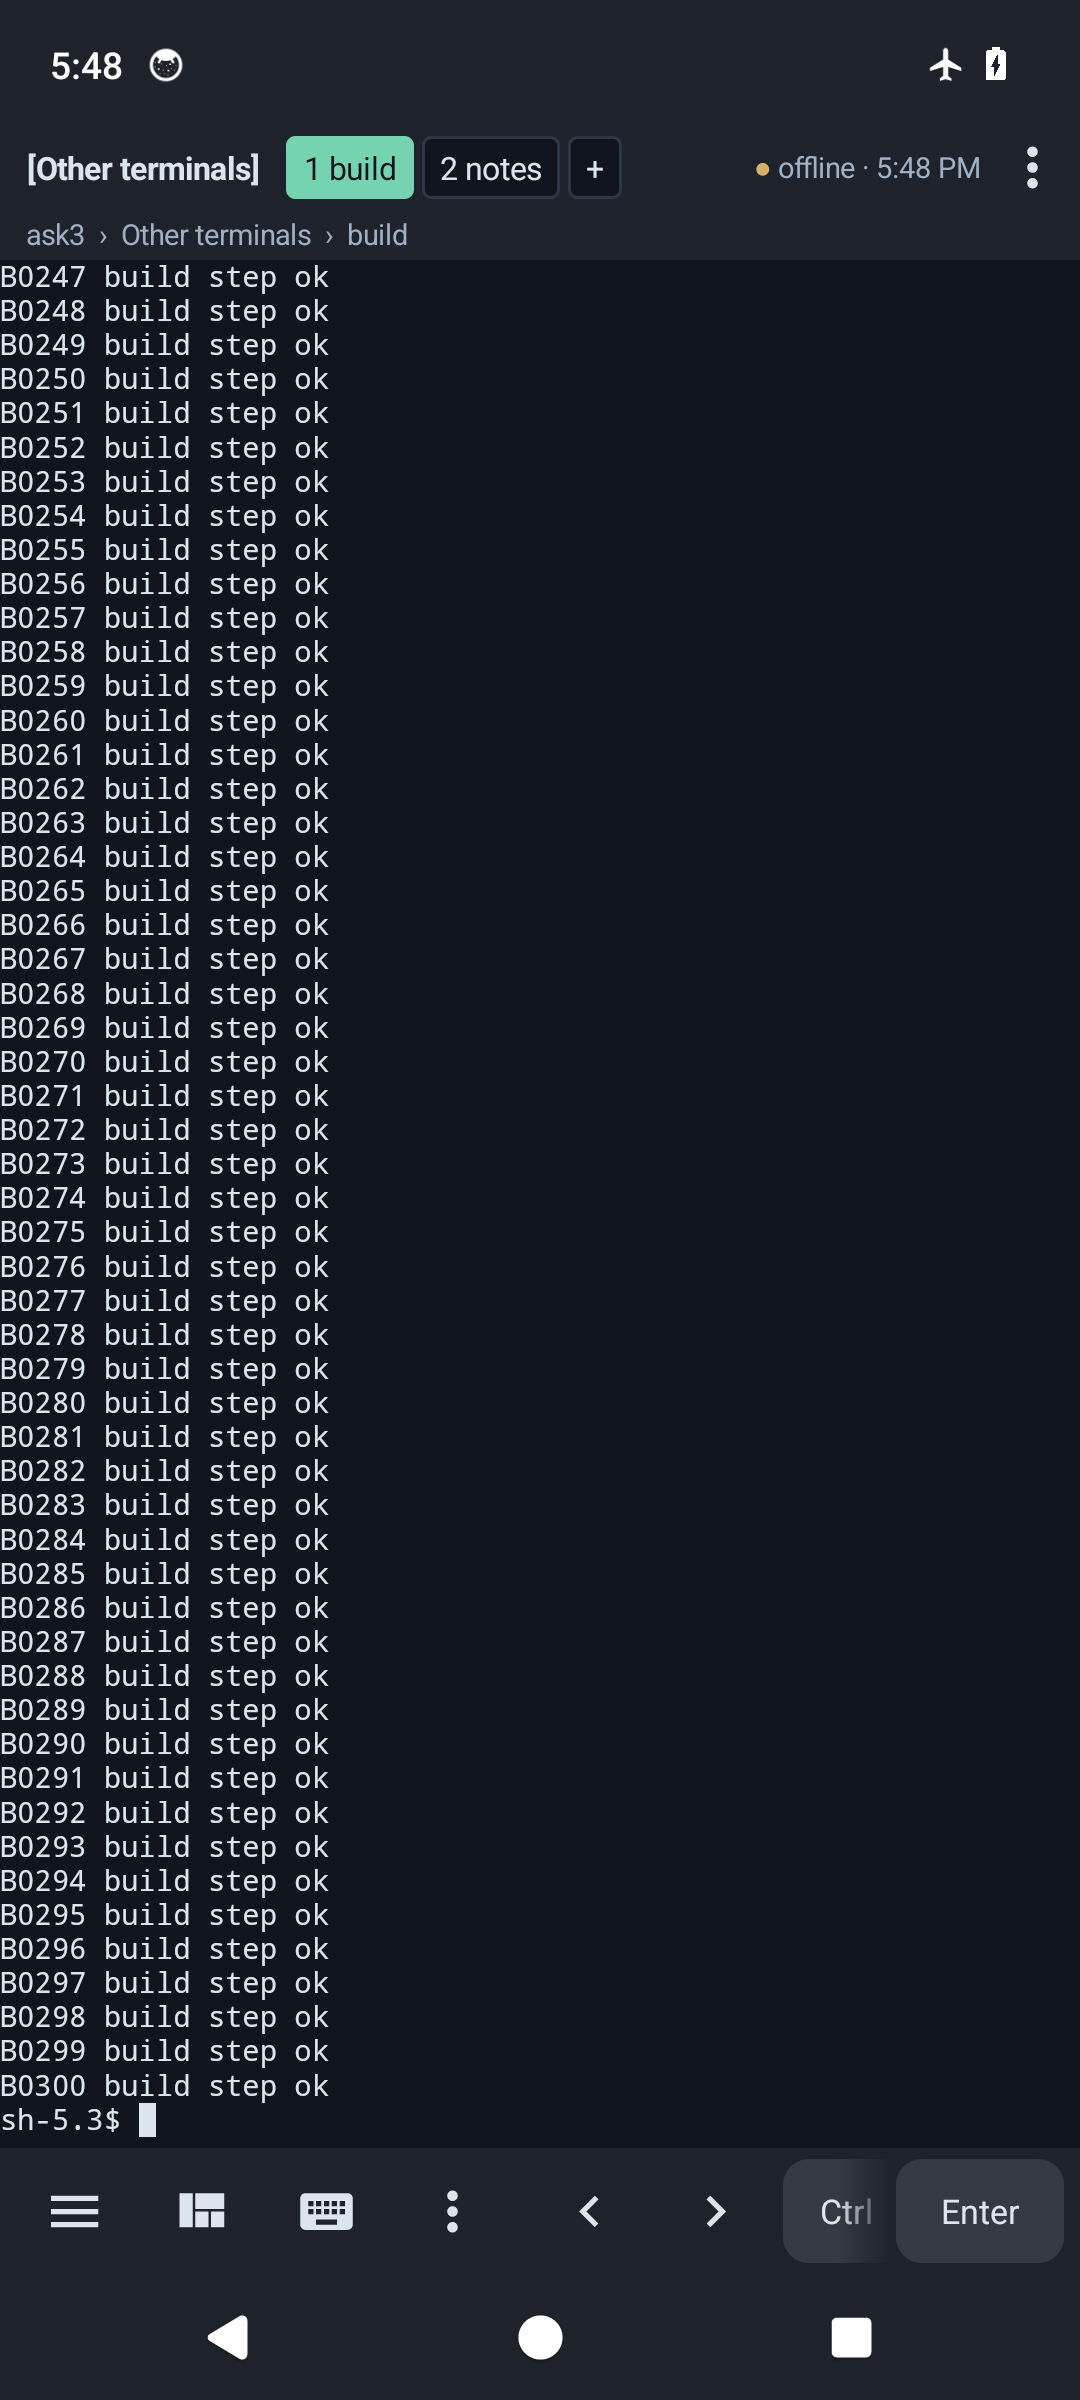 5:48
[Other terminals] 1 build 2 notes + offline · 5:48 PM
ask3 › Other terminals › build
B0247 build step ok
B0248 build step ok
B0249 build step ok
B0250 build step ok
B0251 build step ok
B0252 build step ok
B0253 build step ok
B0254 build step ok
B0255 build step ok
B0256 build step ok
B0257 build step ok
B0258 build step ok
B0259 build step ok
B0260 build step ok
B0261 build step ok
B0262 build step ok
B0263 build step ok
B0264 build step ok
B0265 build step ok
B0266 build step ok
B0267 build step ok
B0268 build step ok
B0269 build step ok
B0270 build step ok
B0271 build step ok
B0272 build step ok
B0273 build step ok
B0274 build step ok
B0275 build step ok
B0276 build step ok
B0277 build step ok
B0278 build step ok
B0279 build step ok
B0280 build step ok
B0281 build step ok
B0282 build step ok
B0283 build step ok
B0284 build step ok
B0285 build step ok
B0286 build step ok
B0287 build step ok
B0288 build step ok
B0289 build step ok
B0290 build step ok
B0291 build step ok
B0292 build step ok
B0293 build step ok
B0294 build step ok
B0295 build step ok
B0296 build step ok
B0297 build step ok
B0298 build step ok
B0299 build step ok
B0300 build step ok
sh-5.3$
Ctrl Enter